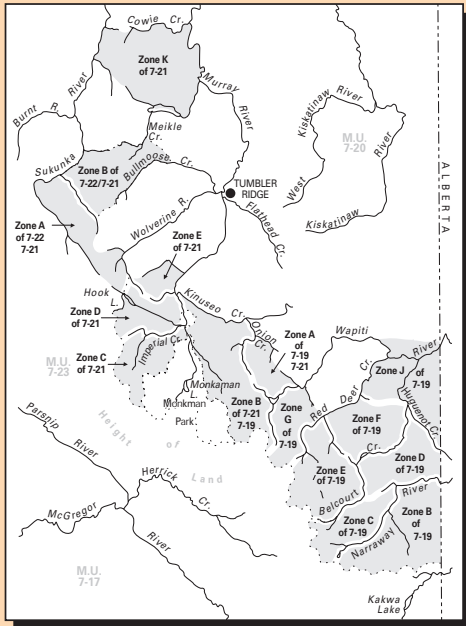 Cowie Cr.
Zone K
of 7-21
Murray
River
River
Burnt R.
Meikle
Cr.
Bullmoose Cr.
Sukunka
Zone B of
7-22/7-21
Kiskatinaw River
M.U.
7-20
River
West
Kiskatinaw
ALBERTA
TUMBLER
RIDGE
Wolverine R.
Flathead Cr.
Zone A
of 7-22
7-21
Zone E
of 7-21
Hook
L.
Kinuseo Cr.
Onion
Cr.
Zone D
of 7-21
Zone A
of
7-19
7-21
Wapiti
River
Imperial Cr.
M.U.
7-23
Zone C
of 7-21
Zone J
of
7-19
Monkaman
L.
Monkman
Park
Zone B
of 7-21
7-19
Zone
G
of
7-19
Red Deer Cr.
Huguenot Cr.
Zone F
of 7-19
Parsnip
River
Height
of
Land
Cr.
Zone D
of 7-19
Zone E
of 7-19
Herrick
Cr.
Belcourt
River
Zone C
of 7-19
Zone B
of
7-19
Narraway
McGregor
River
M.U.
7-17
Kakwa
Lake